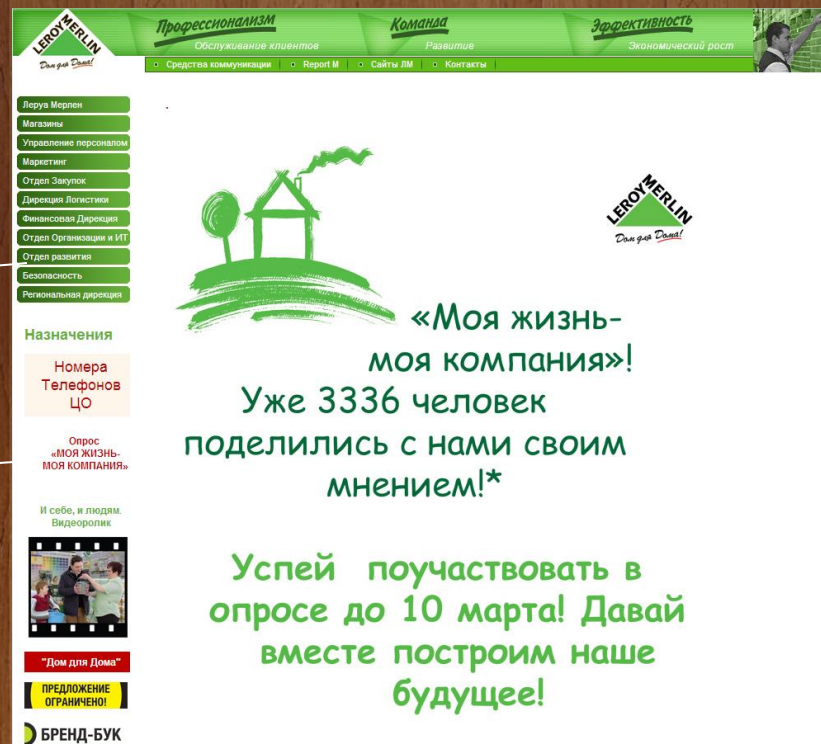 LEROY MERLIN
Дом для Дома!
Профессионализм
Обслуживание клиентов
Команда
Развитие
Эффективность
Экономический рост
Средства коммуникации | Report M | Сайты ЛМ | Контакты |
Леруа Мерлен
Магазины
Управление персоналом
Маркетинг
Отдел Закупок
Дирекция Логистики
Финансовая Дирекция
Отдел Организации и ИТ
Отдел развития
Безопасность
Региональная дирекция
Назначения
Номера
Телефонов
ЦО
Опрос
«МОЯ ЖИЗНЬ-
МОЯ КОМПАНИЯ»
И себе, и людям.
Видеоролик
"Дом для Дома"
ПРЕДЛОЖЕНИЕ
ОГРАНИЧЕНО!
БРЕНД-БУК
.
LEROY MERLIN
Дом для Дома!
«Моя жизнь-
моя компания»!
Уже 3336 человек
поделились с нами своим
мнением!*
Успей поучаствовать в
опросе до 10 марта! Давай
вместе построим наше
будущее!